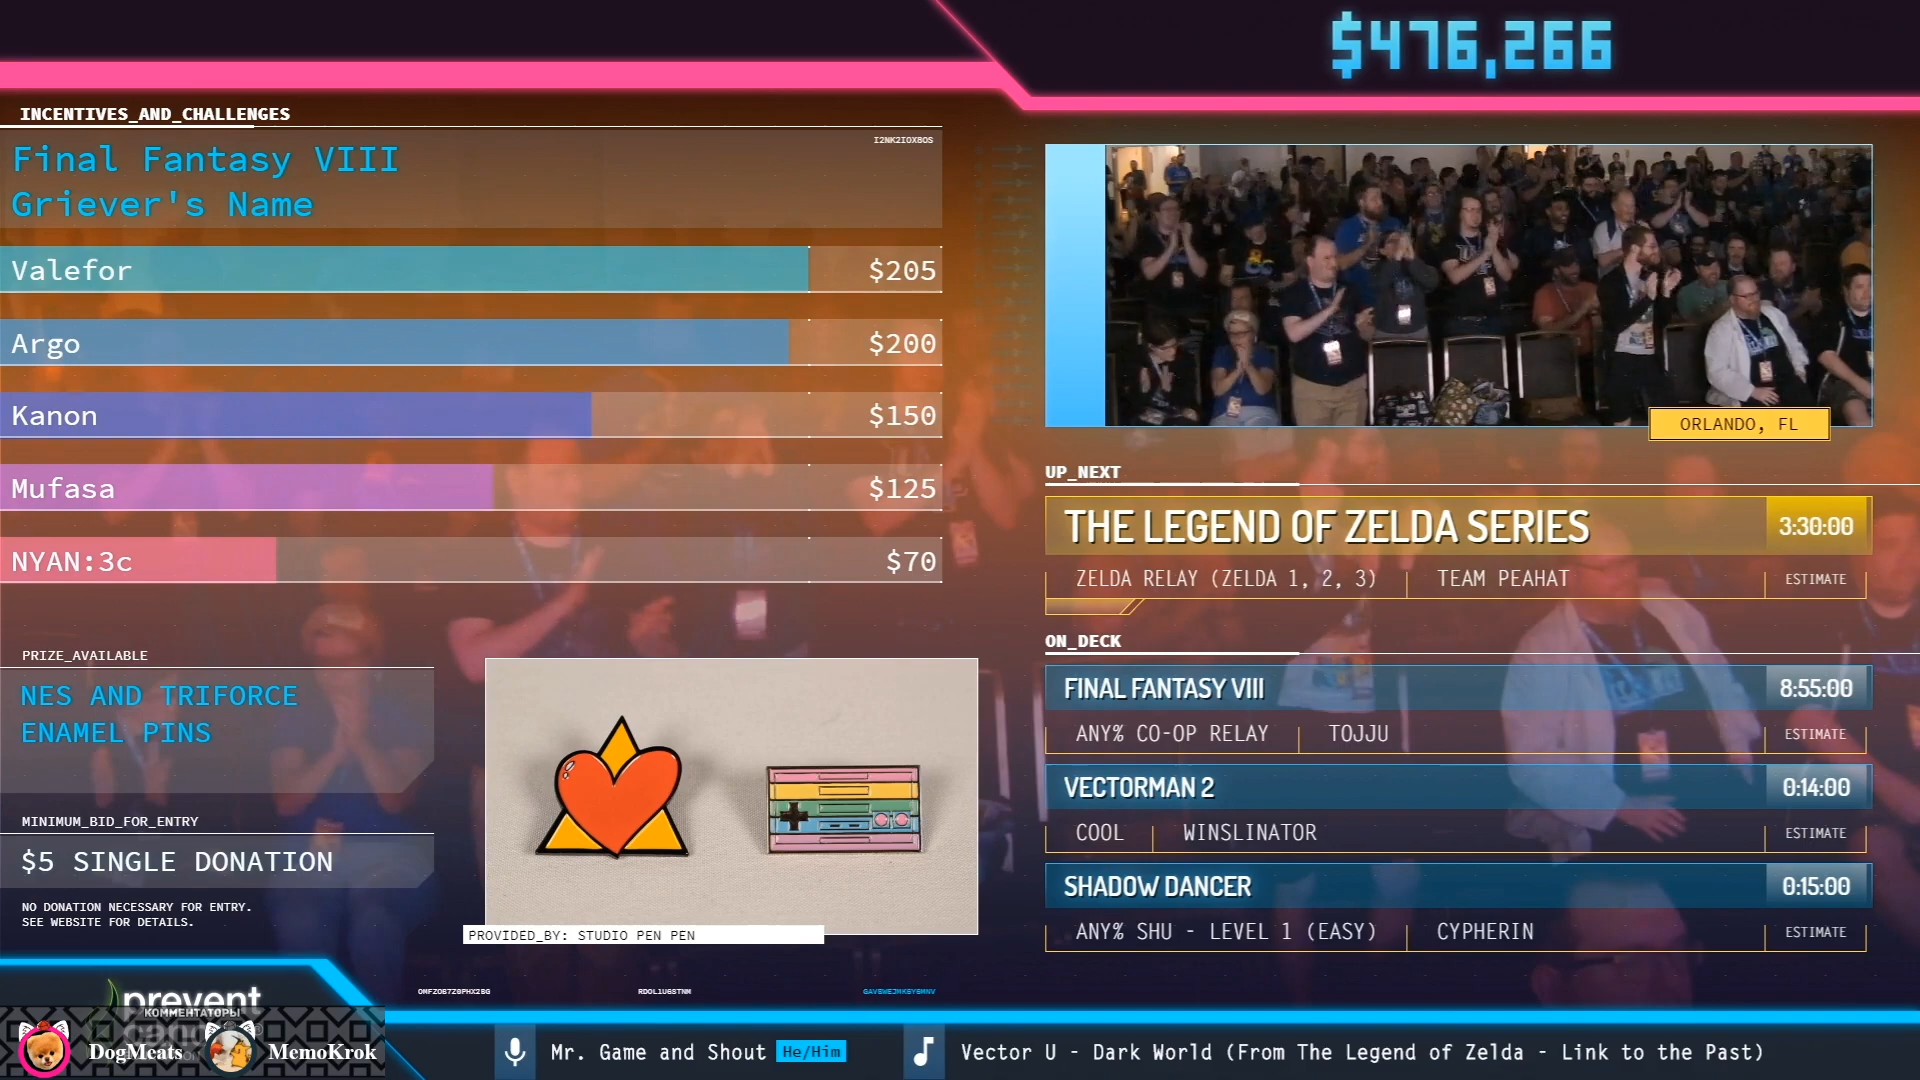 $476,266
INCENTIVES_AND_CHALLENGES
I2NK2IOX8OS
Final Fantasy VIII
Griever's Name
Valefor $205
Argo $200
Kanon $150
Mufasa $125
NYAN:3c $70
ORLANDO, FL
UP_NEXT
THE LEGEND OF ZELDA SERIES 3:30:00
ZELDA RELAY (ZELDA 1, 2, 3) TEAM PEAHAT ESTIMATE
ON_DECK
FINAL FANTASY VIII 8:55:00
ANY% CO-OP RELAY TOJJU ESTIMATE
VECTORMAN 2 0:14:00
COOL WINSLINATOR ESTIMATE
SHADOW DANCER 0:15:00
ANY% SHU - LEVEL 1 (EASY) CYPHERIN ESTIMATE
PRIZE_AVAILABLE
NES AND TRIFORCE
ENAMEL PINS
MINIMUM_BID_FOR_ENTRY
$5 SINGLE DONATION
NO DONATION NECESSARY FOR ENTRY.
SEE WEBSITE FOR DETAILS.
PROVIDED_BY: STUDIO PEN PEN
prevent
КОММЕНТАТОРЫ
DogMeats MemoKrok
Mr. Game and Shout He/Him
Vector U - Dark World (From The Legend of Zelda - Link to the Past)